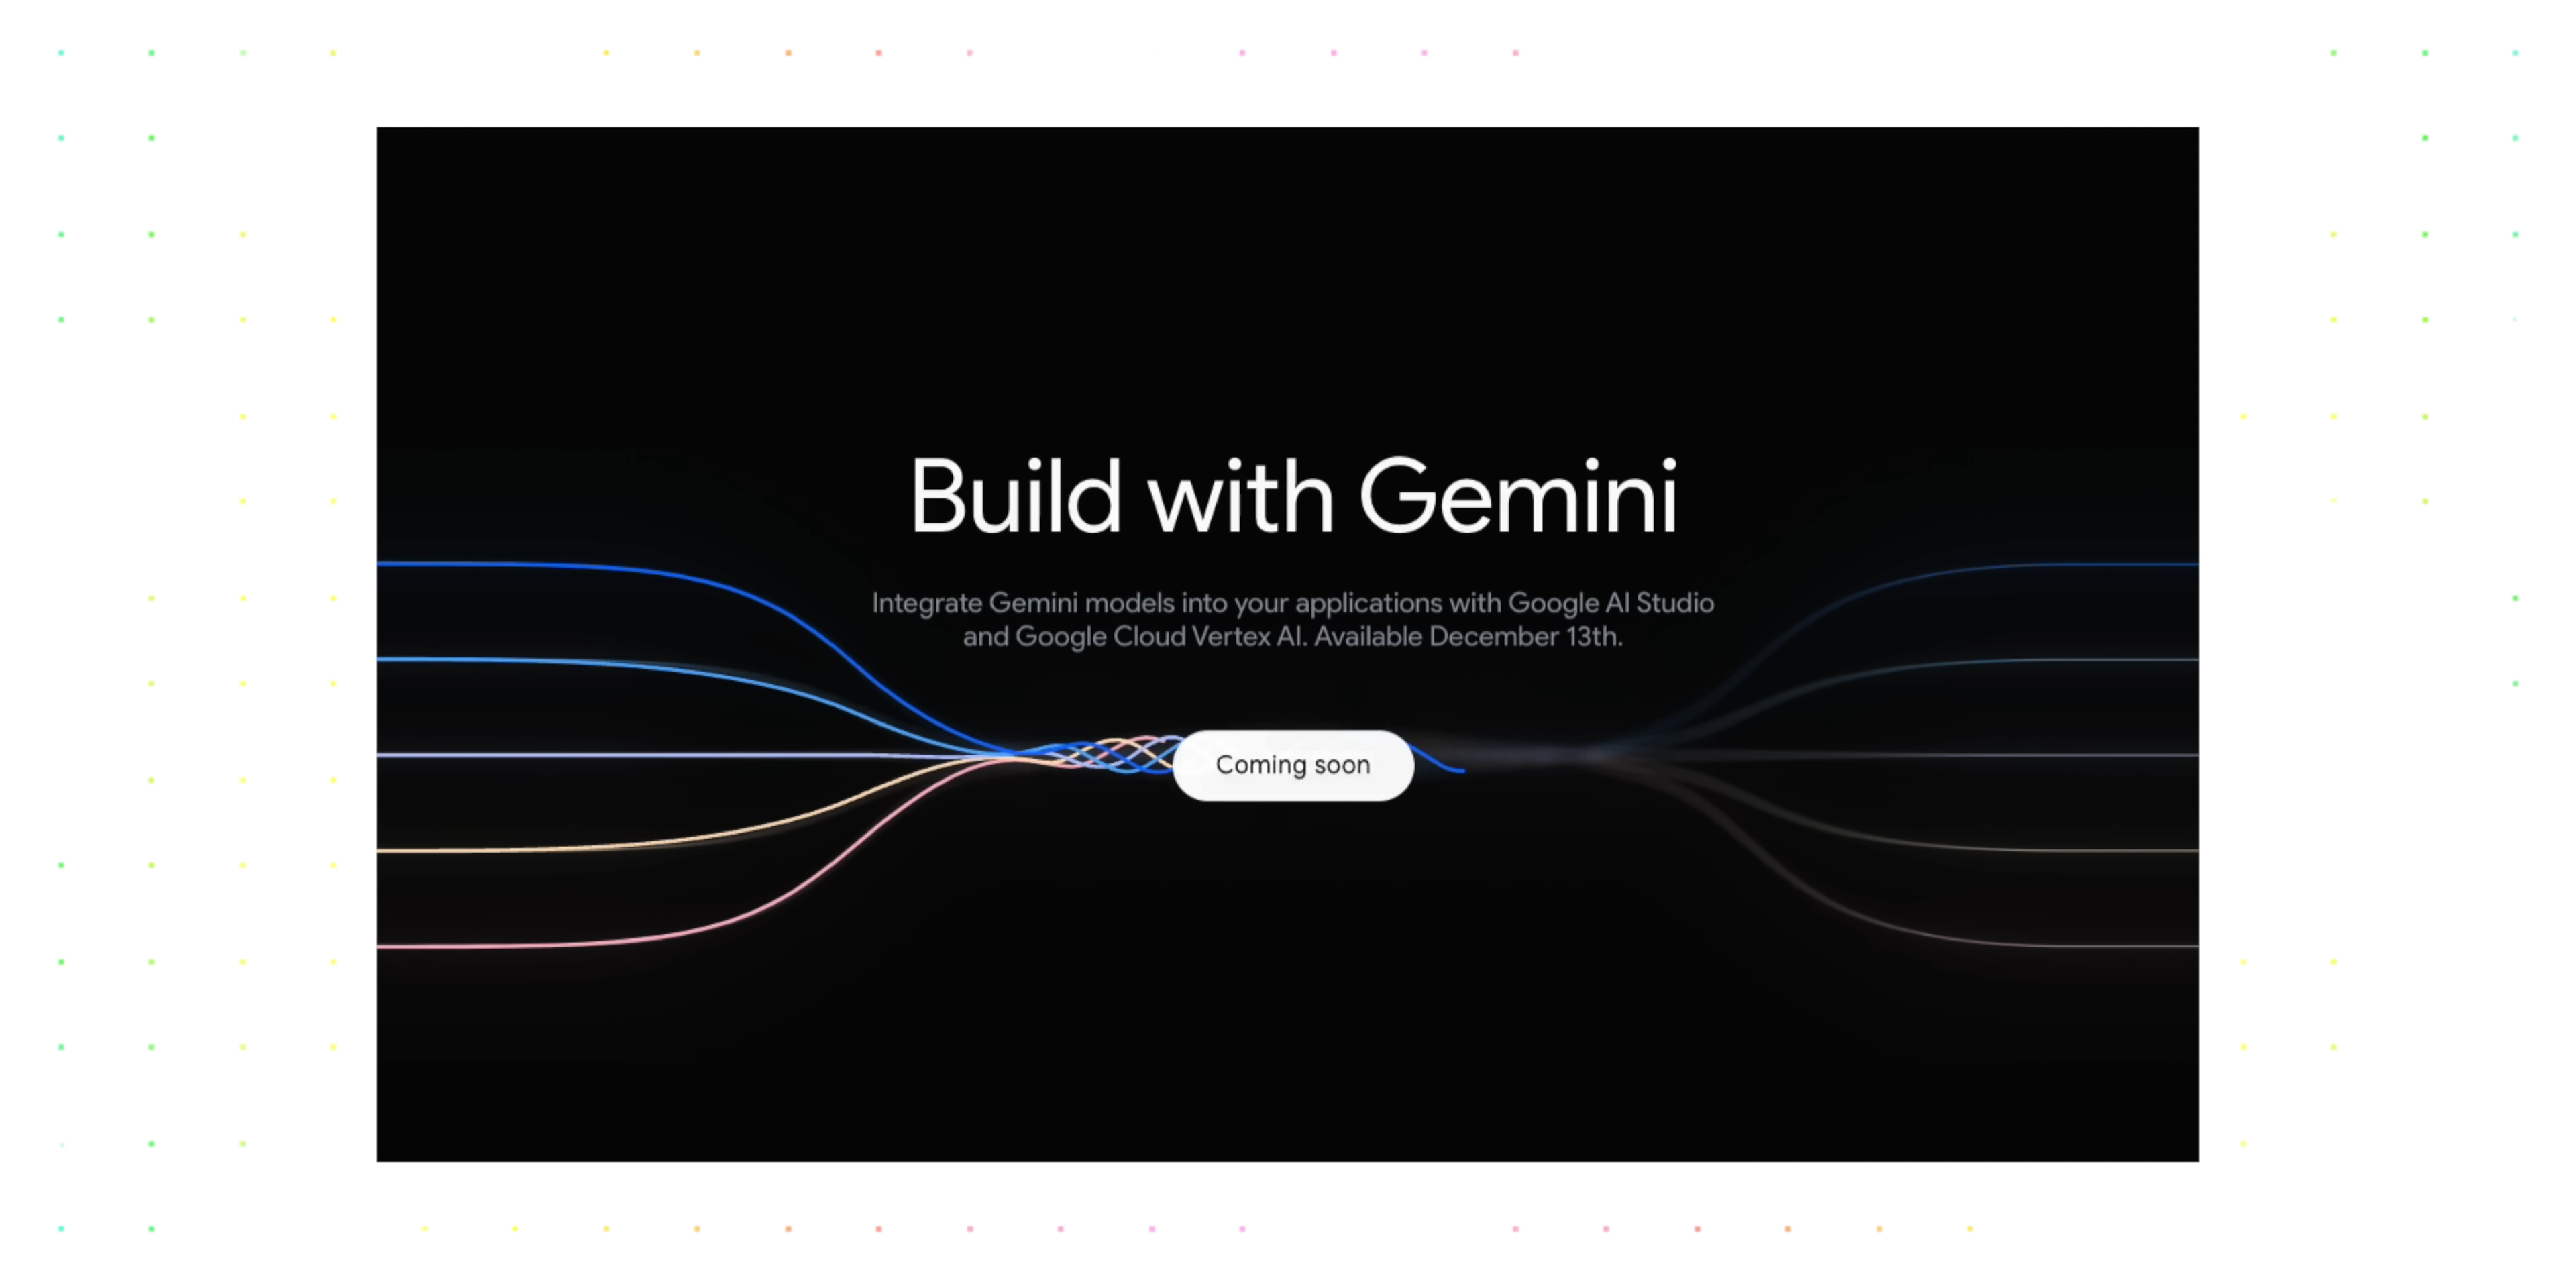 Build with Gemini
Integrate Gemini models into your applications with Google AI Studio
and Google Cloud Vertex AI. Available December 13th.
Coming soon